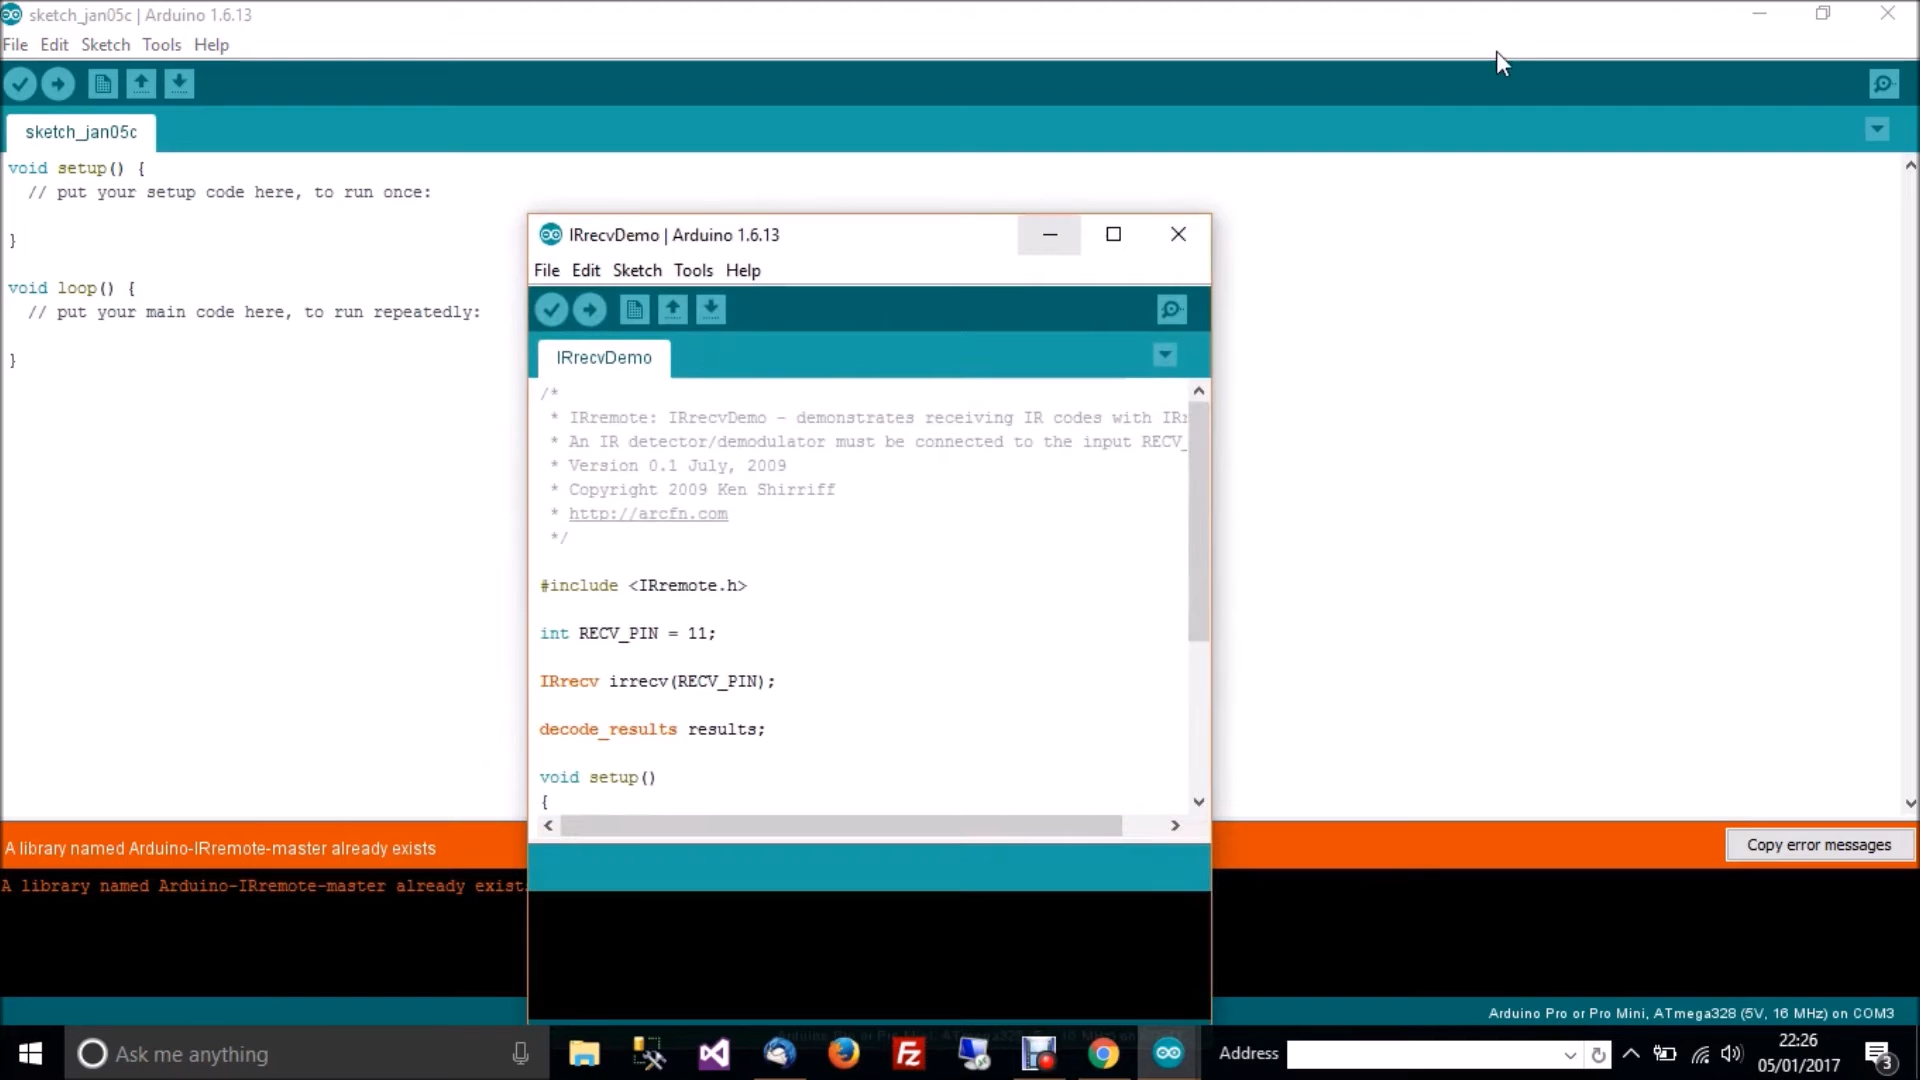 sketch_jan05c | Arduino 1.6.13
File Edit Sketch Tools Help
sketch_jan05c
void setup() {
// put your setup code here, to run once:
}
void loop() {
// put your main code here, to run repeatedly:
}
IRrecvDemo | Arduino 1.6.13
File Edit Sketch Tools Help
IRrecvDemo
/*
* IRremote: IRrecvDemo - demonstrates receiving IR codes with IRr
* An IR detector/demodulator must be connected to the input RECV_
* Version 0.1 July, 2009
* Copyright 2009 Ken Shirriff
* http://arcfn.com
*/
#include <IRremote.h>
int RECV_PIN = 11;
IRrecv irrecv(RECV_PIN);
decode_results results;
void setup()
{
A library named Arduino-IRremote-master already exists
Copy error messages
A library named Arduino-IRremote-master already exist
Arduino Pro or Pro Mini, ATmega328 (5V, 16 MHz) on COM3
Ask me anything
Address
22:26
05/01/2017
3